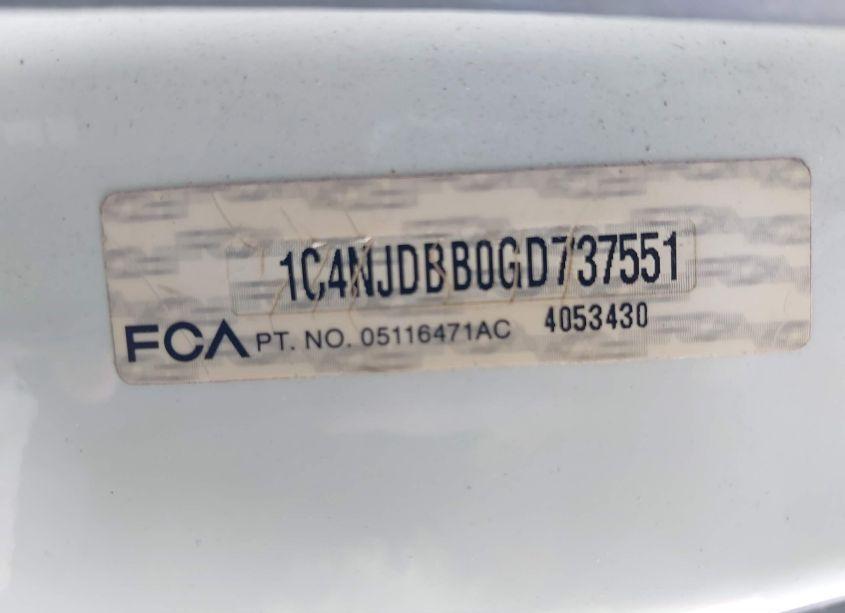 1C4NJDBB0GD737551
FCA PT. NO. 05116471AC 4053430